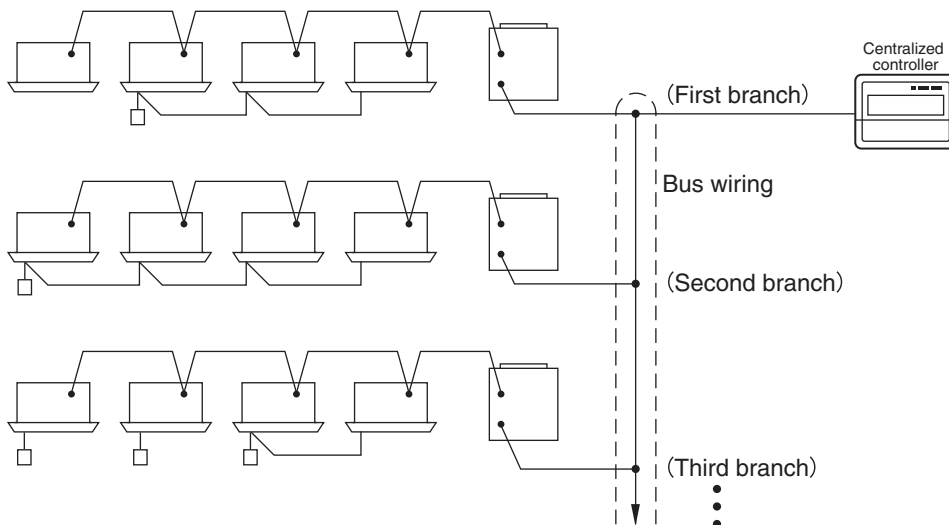 Centralized
controller
(First branch)
Bus wiring
(Second branch)
(Third branch)